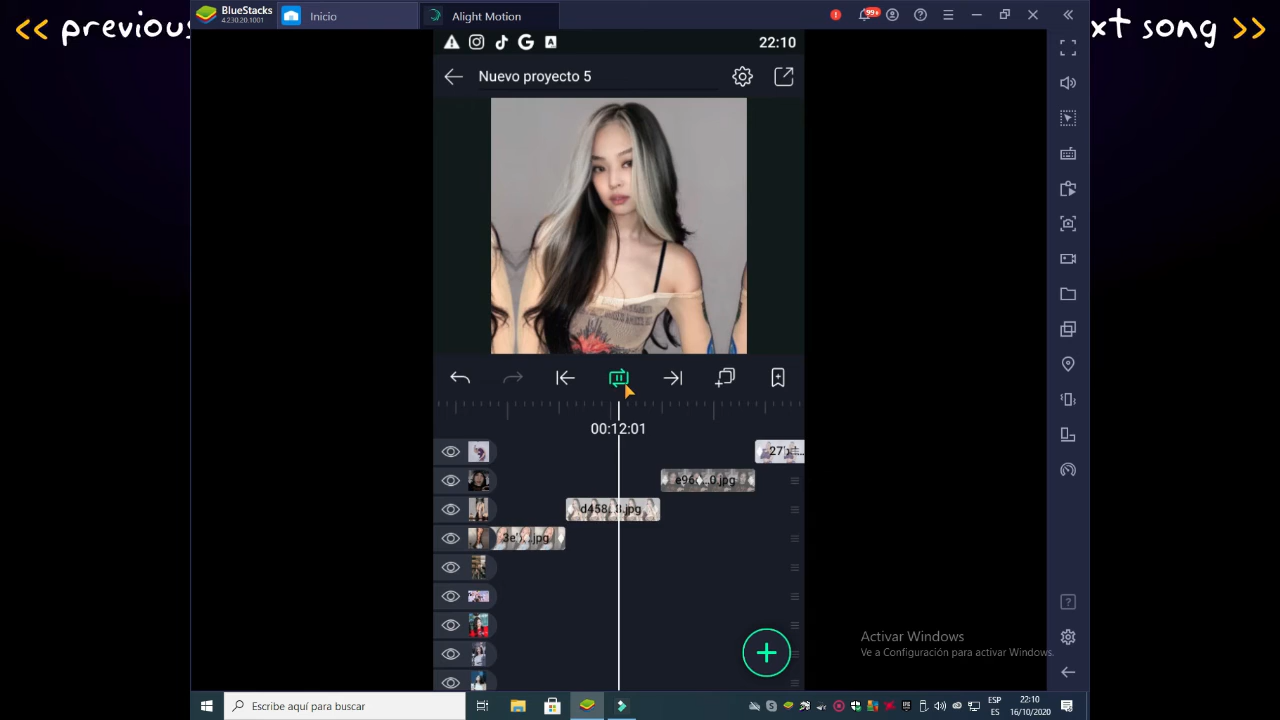 << previous
xt song >>
BlueStacks
4.230.20.1001
Inicio
Alight Motion
99+
22:10
Nuevo proyecto 5
00:12:01
27
e96...0.jpg
d458...jpg
3e...jpg
Activar Windows
Ve a Configuración para activar Windows.
Escribe aquí para buscar
ESP
ES
22:10
16/10/2020